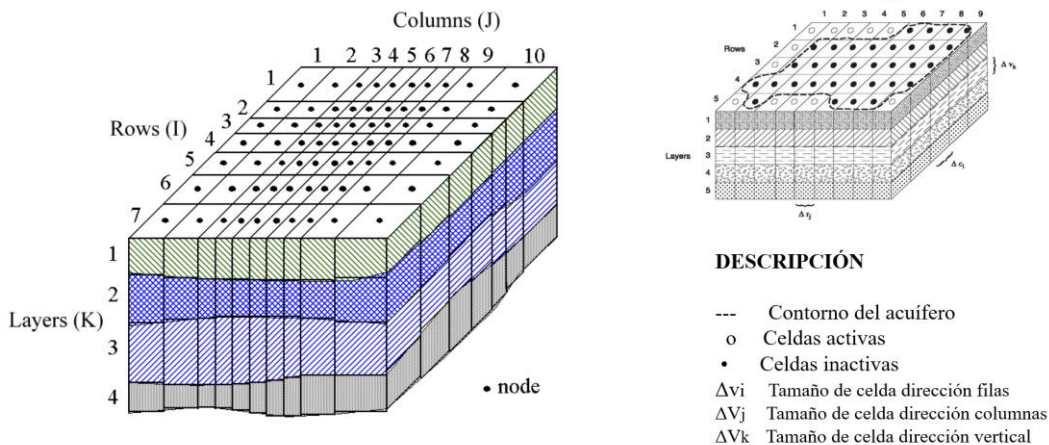 Columns (J)
1 2 3 4 5 6 7 8 9 10
Rows (I)
1
2
3
4
5
6
7
Layers (K)
1
2
3
4
node
1 2 3 4 5 6 7 8 9
Rows
1
2
3
4
5
Layers
1
2
3
4
5
Δ vk
Δ ci
Δ rj
DESCRIPCIÓN
--- Contorno del acuífero
o Celdas activas
• Celdas inactivas
Δvi Tamaño de celda dirección filas
ΔVj Tamaño de celda dirección columnas
ΔVk Tamaño de celda dirección vertical